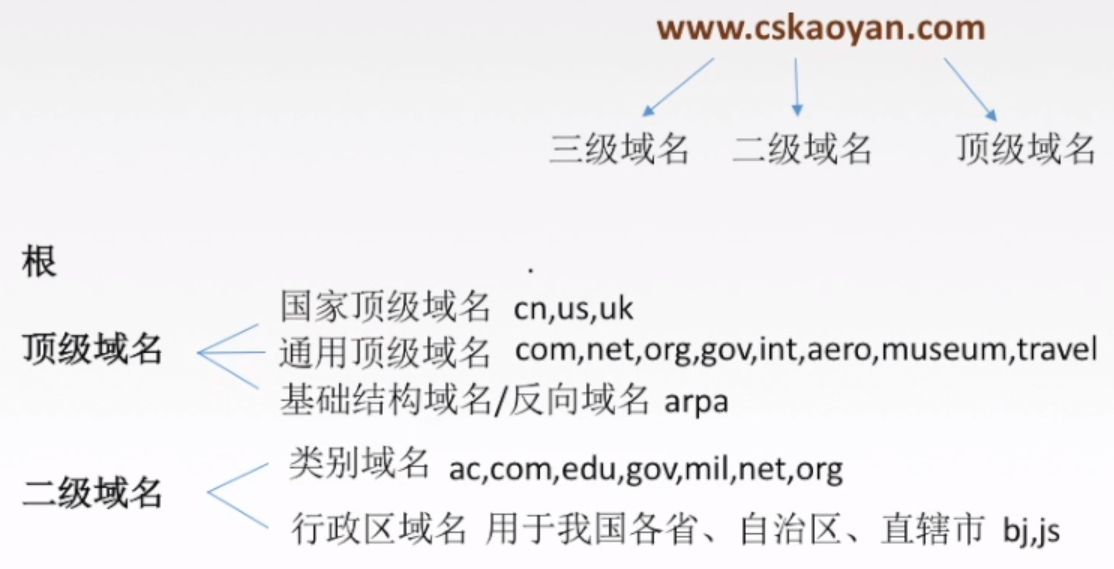 www.cskaoyan.com
三级域名 二级域名 顶级域名
根 .
国家顶级域名 cn,us,uk
顶级域名 通用顶级域名 com,net,org,gov,int,aero,museum,travel
基础结构域名/反向域名 arpa
类别域名 ac,com,edu,gov,mil,net,org
二级域名
行政区域名 用于我国各省、自治区、直辖市 bj,js